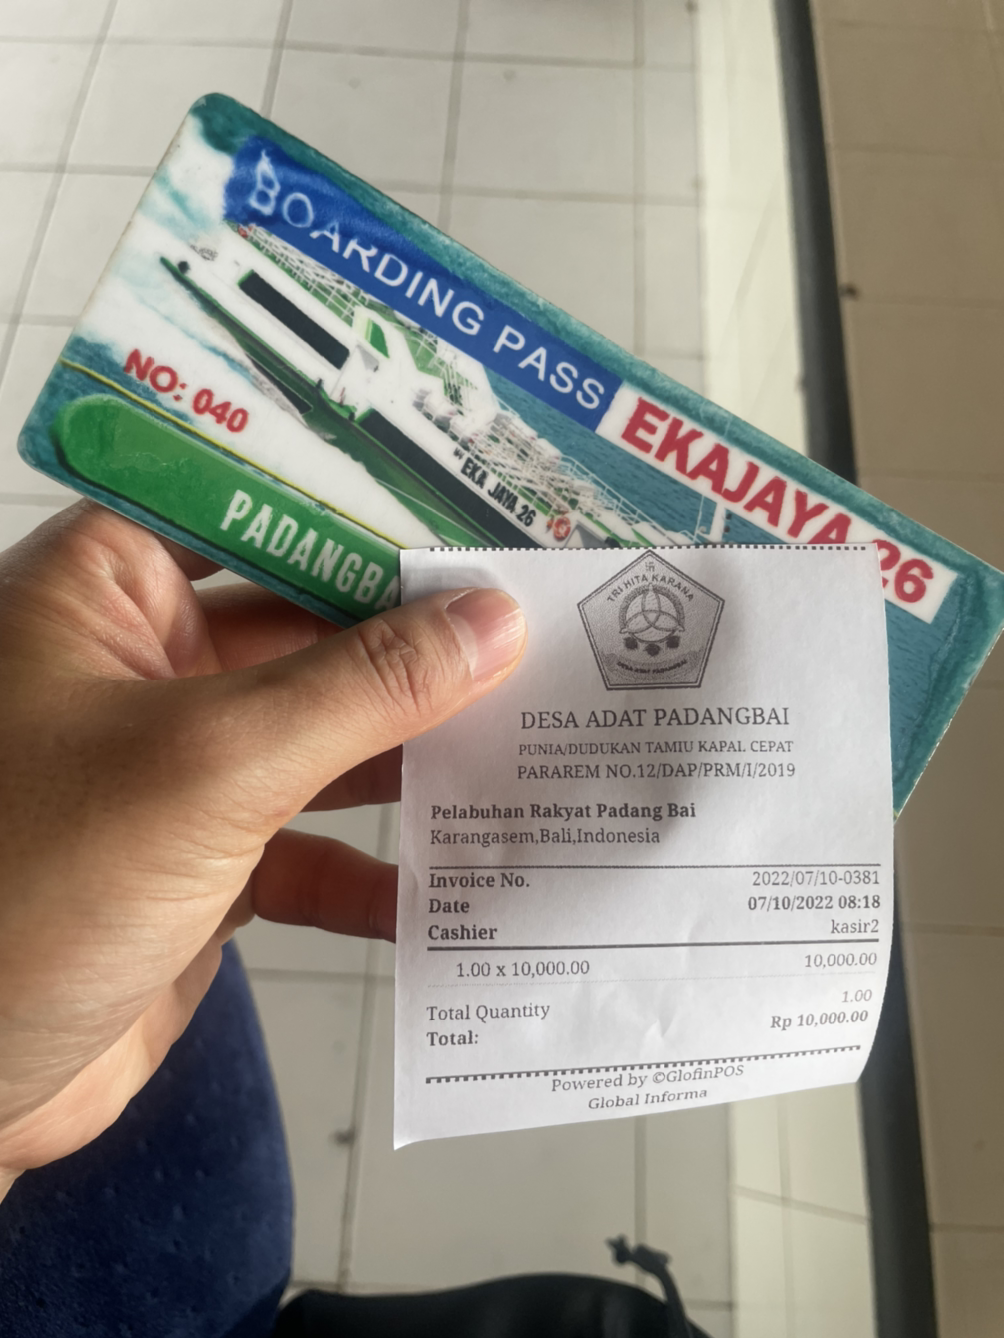 BOARDING PASS
EKAJAYA 26
NO: 040
EKA JAYA 26
PADANGBA
TRI HITA KARANA
DESA ADAT PADANGBAI
DESA ADAT PADANGBAI
PUNIA/DUDUKAN TAMIU KAPAL CEPAT
PARAREM NO.12/DAP/PRM/I/2019
Pelabuhan Rakyat Padang Bai
Karangasem,Bali,Indonesia
Invoice No. 2022/07/10-0381
Date 07/10/2022 08:18
Cashier kasir2
1.00 x 10,000.00 10,000.00
Total Quantity 1.00
Total: Rp 10,000.00
Powered by ©GlofinPOS
Global Informa